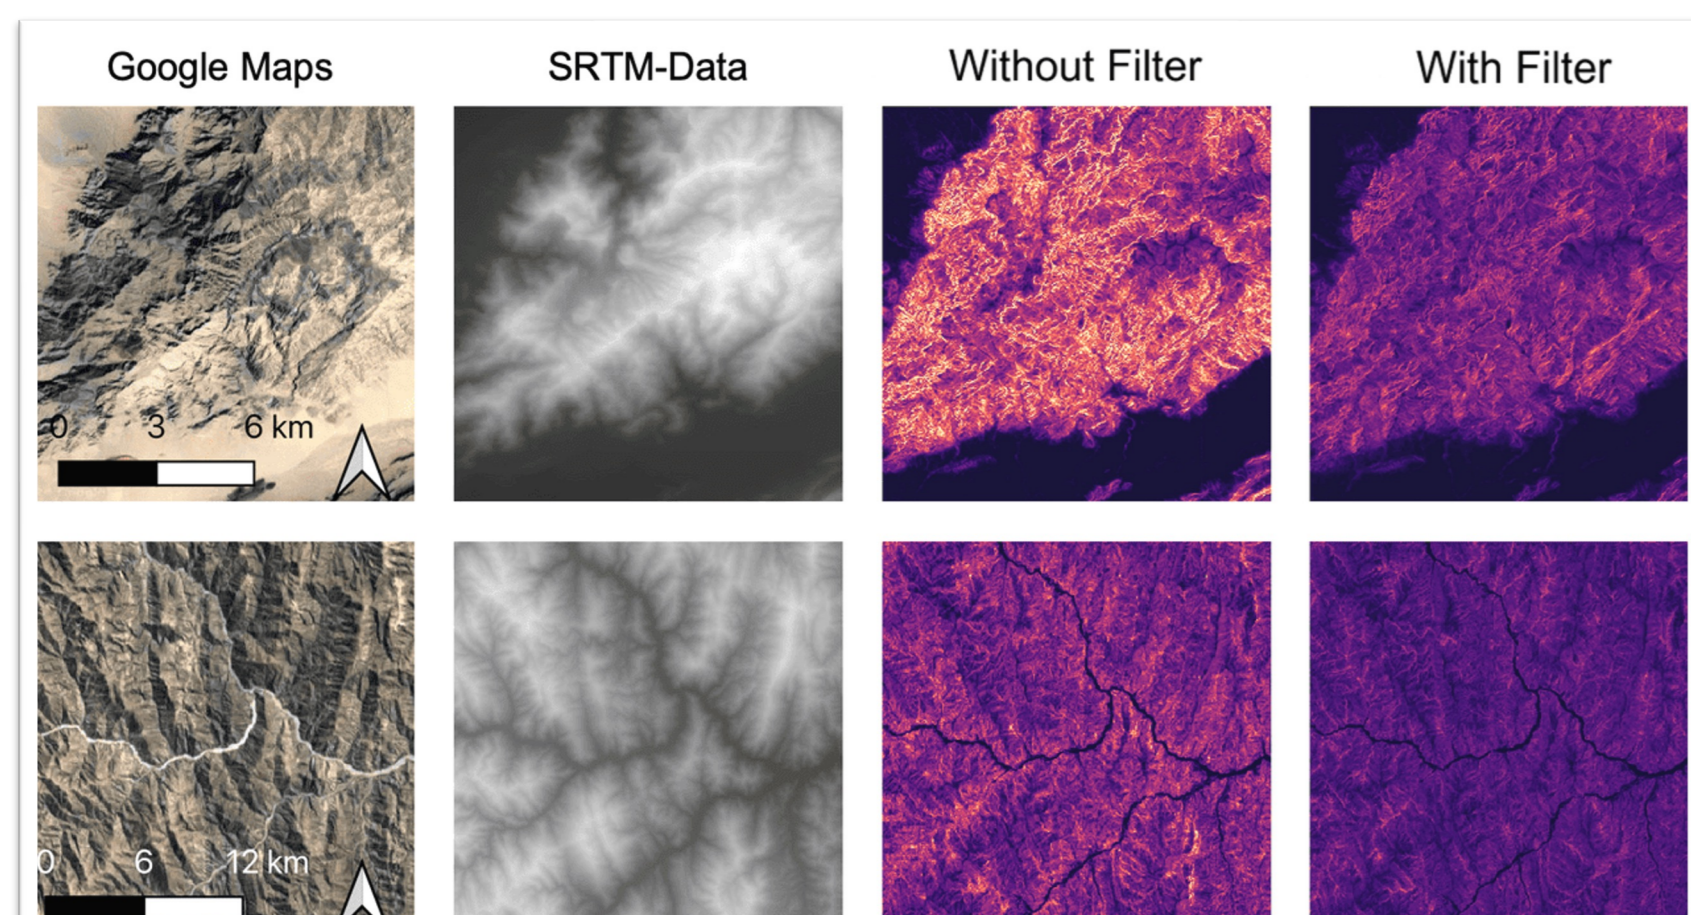 Google Maps
SRTM-Data
Without Filter
With Filter
0 3 6 km
0 6 12 km